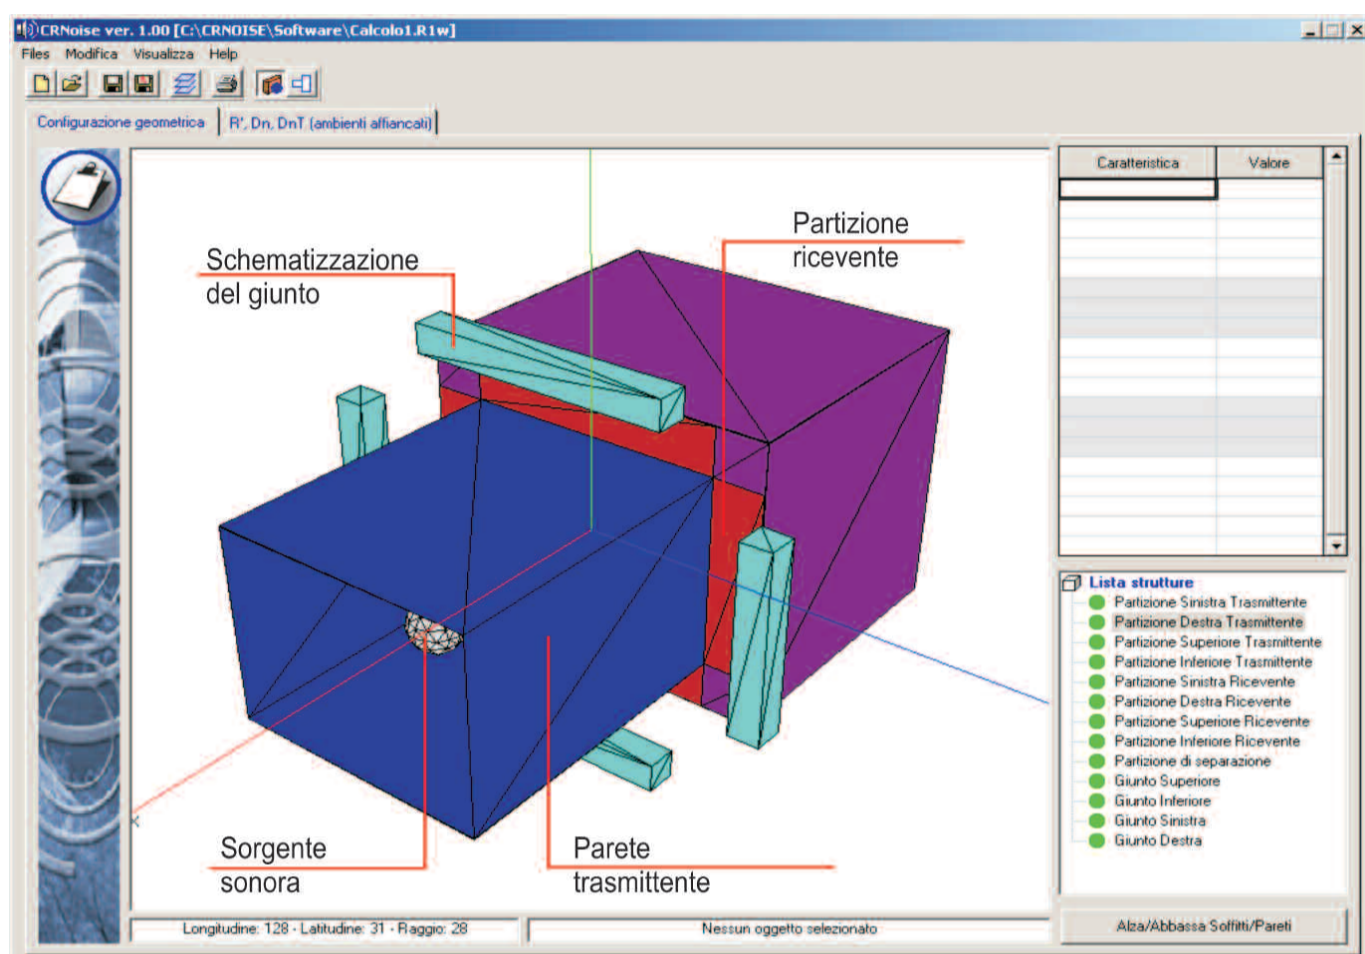 CRNoise ver. 1.00 [C:\CRNOISE\Software\Calcolo1.R1w]
Files Modifica Visualizza Help
Configurazione geometrica R', Dn, DnT (ambienti affiancati)
Schematizzazione
del giunto
Partizione
ricevente
Sorgente
sonora
Parete
trasmittente
x
Longitudine: 128 - Latitudine: 31 - Raggio: 28
Nessun oggetto selezionato
Caratteristica Valore
Lista strutture
Partizione Sinistra Trasmittente
Partizione Destra Trasmittente
Partizione Superiore Trasmittente
Partizione Inferiore Trasmittente
Partizione Sinistra Ricevente
Partizione Destra Ricevente
Partizione Superiore Ricevente
Partizione Inferiore Ricevente
Partizione di separazione
Giunto Superiore
Giunto Inferiore
Giunto Sinistra
Giunto Destra
Alza/Abbassa Soffitti/Pareti